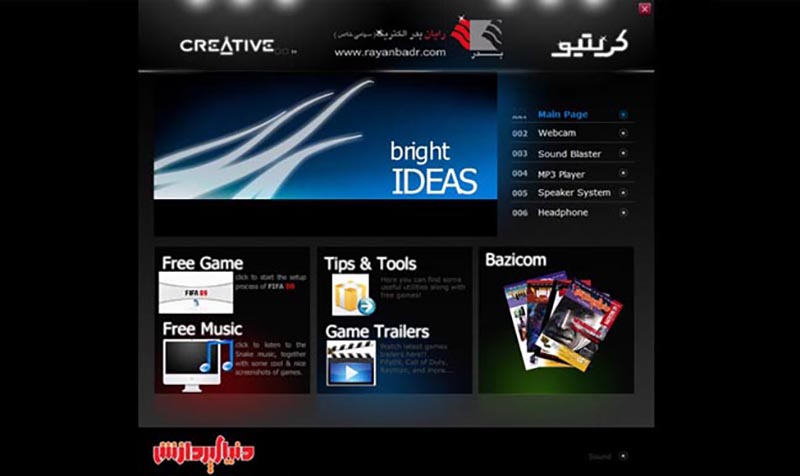 CREATIVE
رایان بدر الکترونیک (سهامی خاص)
www.rayanbadr.com
بدر
کریتیو
bright
IDEAS
001 Main Page
002 Webcam
003 Sound Blaster
004 MP3 Player
005 Speaker System
006 Headphone
Free Game
click to start the setup
process of FIFA 09
FIFA 09
Free Music
click to listen to the
Snake music, together
with some cool & nice
screenshots of games.
Tips & Tools
Here you can find some
useful utilities along with
free games!
Game Trailers
Watch latest games
trailers here!!
Call of Duty,
Rayman, and more...
Bazicom
دنیای پردازش
Sound